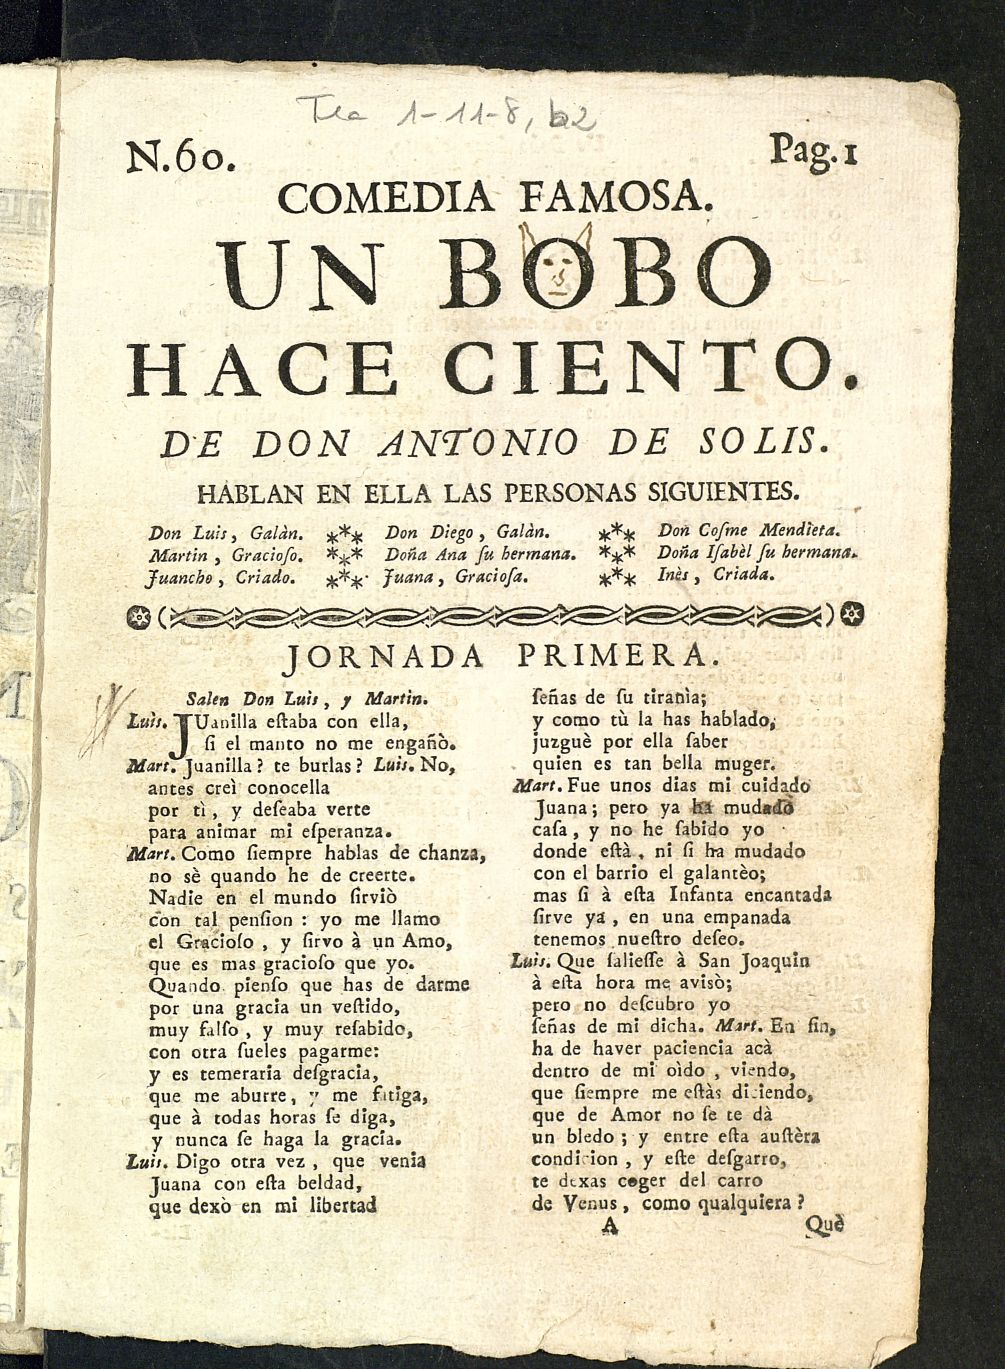 Tea 1-11-8, b2
N.60.
Pag.1
COMEDIA FAMOSA.
UN BOBO
HACE CIENTO.
DE DON ANTONIO DE SOLIS.
HABLAN EN ELLA LAS PERSONAS SIGUIENTES.
Don Luis, Galàn. *** Don Diego, Galàn. *** Don Coſme Mendieta.
Martin, Gracioſo. *** Doña Ana ſu hermana. *** Doña Iſabèl ſu hermana.
Juancho, Criado. *** Juana, Gracioſa. *** Inès, Criada.
JORNADA PRIMERA.
Salen Don Luis, y Martin.
Luis. JUanilla eſtaba con ella,
ſi el manto no me engañò.
Mart. Juanilla? te burlas? Luis. No,
antes creì conocella
por tì, y deſeaba verte
para animar mi eſperanza.
Mart. Como ſiempre hablas de chanza,
no sè quando he de creerte.
Nadie en el mundo ſirviò
con tal penſion: yo me llamo
el Gracioſo, y ſirvo à un Amo,
que es mas gracioſo que yo.
Quando pienſo que has de darme
por una gracia un veſtido,
muy falſo, y muy reſabido,
con otra ſueles pagarme:
y es temeraria deſgracia,
que me aburre, y me fatiga,
que à todas horas ſe diga,
y nunca ſe haga la gracia.
Luis. Digo otra vez, que venia
Juana con eſta beldad,
que dexò en mi libertad
ſeñas de ſu tirania;
y como tù la has hablado,
juzguè por ella ſaber
quien es tan bella muger.
Mart. Fue unos dias mi cuidado
Juana; pero ya ha mudado
caſa, y no he ſabido yo
donde eſtà, ni ſi ha mudado
con el barrio el galantèo;
mas ſi à eſta Infanta encantada
ſirve ya, en una empanada
tenemos nueſtro deſeo.
Luis. Que ſalieſſe à San Joaquin
à eſta hora me avisò;
pero no deſcubro yo
ſeñas de mi dicha. Mart. En fin,
ha de haver paciencia acà
dentro de mi oìdo, viendo,
que ſiempre me eſtàs diciendo,
que de Amor no ſe te dà
un bledo; y entre eſta auſtèra
condicion, y eſte deſgarro,
te dexas coger del carro
de Venus, como qualquiera?
A
Què